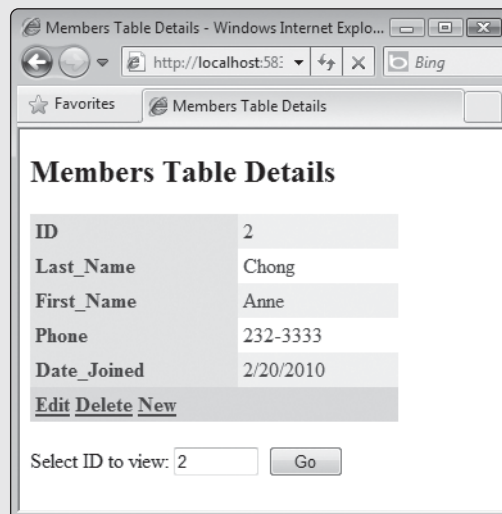 Members Table Details - Windows Internet Explo...
http://localhost:583
Bing
Favorites
Members Table Details
Members Table Details
ID 2
Last_Name Chong
First_Name Anne
Phone 232-3333
Date_Joined 2/20/2010
Edit Delete New
Select ID to view: 2 Go